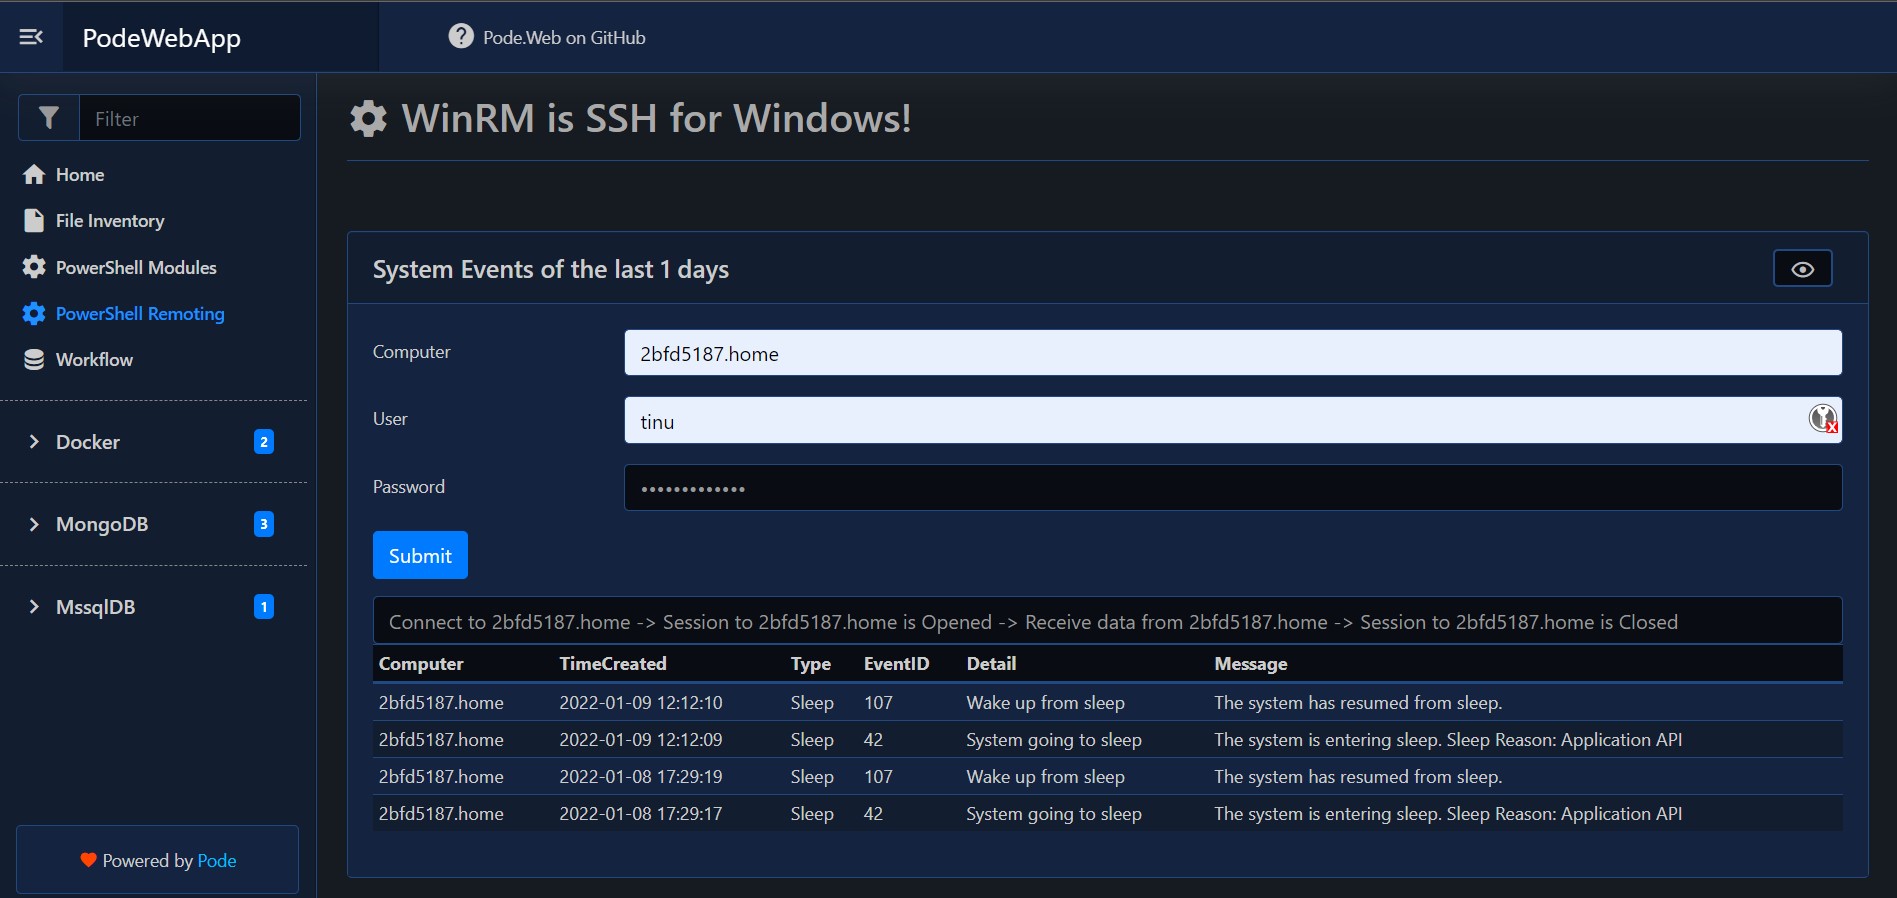 PodeWebApp
Pode.Web on GitHub
Filter
Home
File Inventory
PowerShell Modules
PowerShell Remoting
Workflow
Docker 2
MongoDB 3
MssqlDB 1
Powered by Pode
WinRM is SSH for Windows!
System Events of the last 1 days
Computer 2bfd5187.home
User tinu
Password •••••••••••••
Submit
Connect to 2bfd5187.home -> Session to 2bfd5187.home is Opened -> Receive data from 2bfd5187.home -> Session to 2bfd5187.home is Closed
Computer TimeCreated Type EventID Detail Message
2bfd5187.home 2022-01-09 12:12:10 Sleep 107 Wake up from sleep The system has resumed from sleep.
2bfd5187.home 2022-01-09 12:12:09 Sleep 42 System going to sleep The system is entering sleep. Sleep Reason: Application API
2bfd5187.home 2022-01-08 17:29:19 Sleep 107 Wake up from sleep The system has resumed from sleep.
2bfd5187.home 2022-01-08 17:29:17 Sleep 42 System going to sleep The system is entering sleep. Sleep Reason: Application API